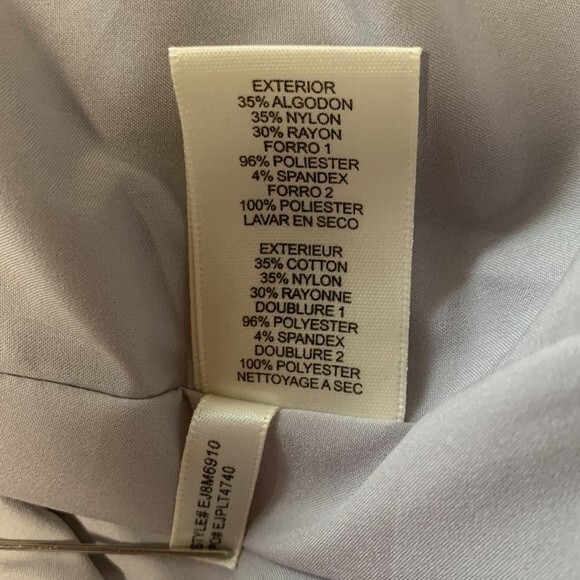 EXTERIOR
35% ALGODON
35% NYLON
30% RAYON
FORRO 1
96% POLIESTER
4% SPANDEX
FORRO 2
100% POLIESTER
LAVAR EN SECO
EXTERIEUR
35% COTTON
35% NYLON
30% RAYONNE
DOUBLURE 1
96% POLYESTER
4% SPANDEX
DOUBLURE 2
100% POLYESTER
NETTOYAGE A SEC
STYLE# EJ8M6910
PO# EJPLT4740